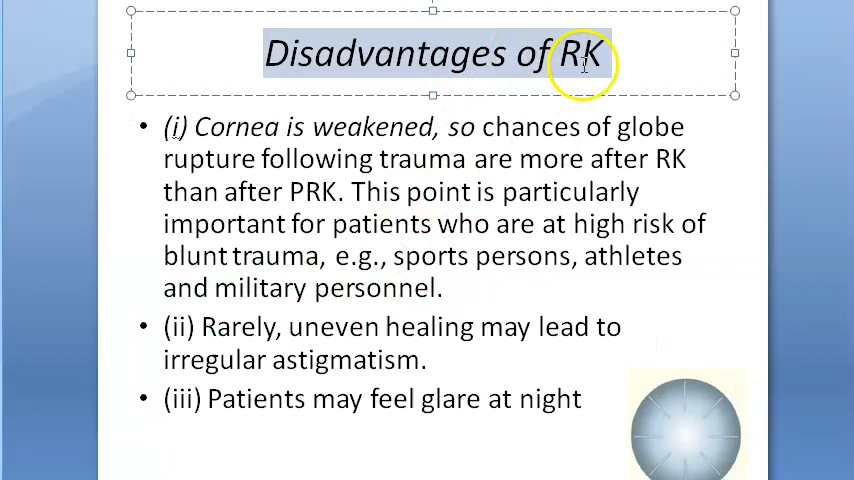 Disadvantages of RK
• (i) Cornea is weakened, so chances of globe
rupture following trauma are more after RK
than after PRK. This point is particularly
important for patients who are at high risk of
blunt trauma, e.g., sports persons, athletes
and military personnel.
• (ii) Rarely, uneven healing may lead to
irregular astigmatism.
• (iii) Patients may feel glare at night